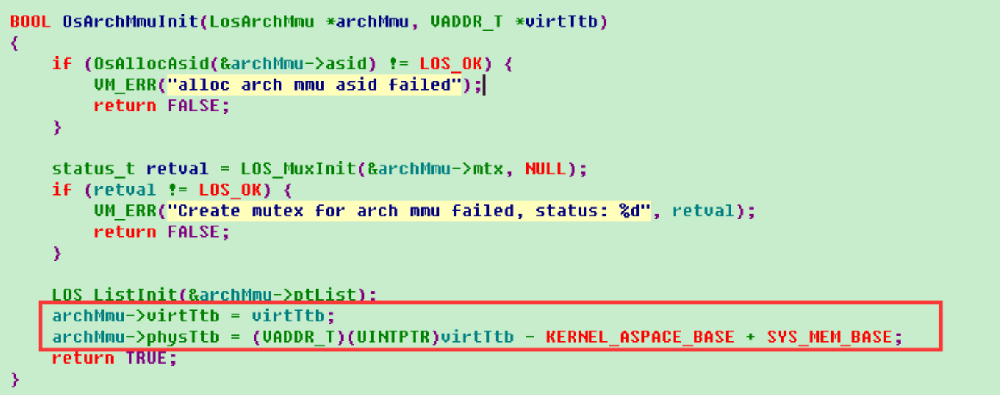 BOOL OsArchMmuInit(LosArchMmu *archMmu, VADDR_T *virtTtb)
{
    if (OsAllocAsid(&archMmu->asid) != LOS_OK) {
        VM_ERR("alloc arch mmu asid failed");
        return FALSE;
    }

    status_t retval = LOS_MuxInit(&archMmu->mtx, NULL);
    if (retval != LOS_OK) {
        VM_ERR("Create mutex for arch mmu failed, status: %d", retval);
        return FALSE;
    }

    LOS_ListInit(&archMmu->ptList);
    archMmu->virtTtb = virtTtb;
    archMmu->physTtb = (VADDR_T)(UINTPTR)virtTtb - KERNEL_ASPACE_BASE + SYS_MEM_BASE;
    return TRUE;
}